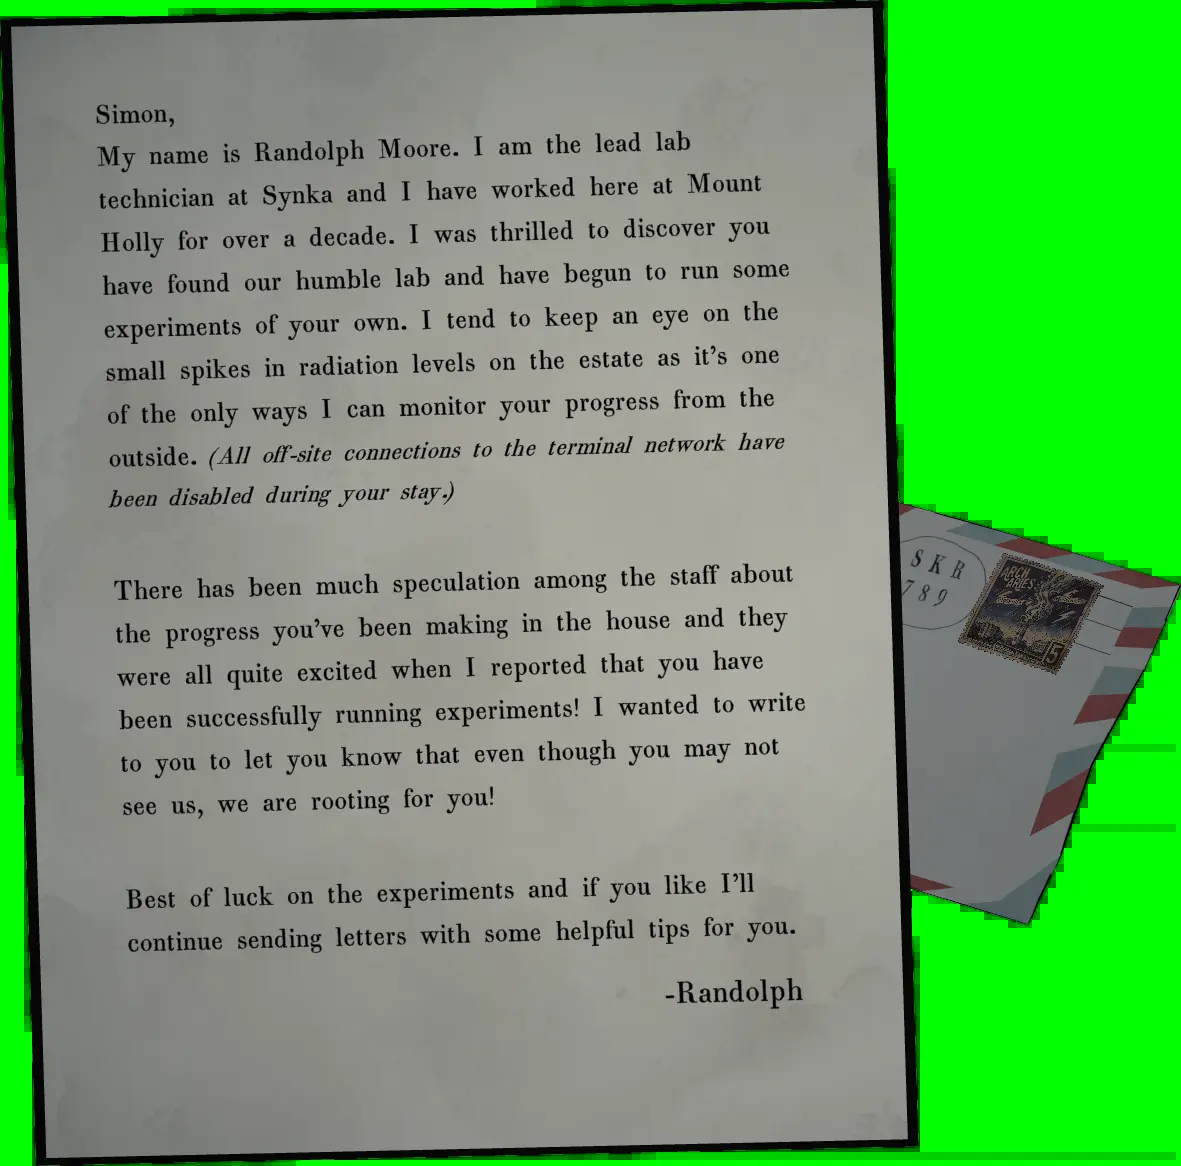 Simon,
My name is Randolph Moore. I am the lead lab
technician at Synka and I have worked here at Mount
Holly for over a decade. I was thrilled to discover you
have found our humble lab and have begun to run some
experiments of your own. I tend to keep an eye on the
small spikes in radiation levels on the estate as it's one
of the only ways I can monitor your progress from the
outside. (All off-site connections to the terminal network have
been disabled during your stay.)
There has been much speculation among the staff about
the progress you've been making in the house and they
were all quite excited when I reported that you have
been successfully running experiments! I wanted to write
to you to let you know that even though you may not
see us, we are rooting for you!
Best of luck on the experiments and if you like I'll
continue sending letters with some helpful tips for you.
-Randolph
SKR
789
ARCH
ARIES
5